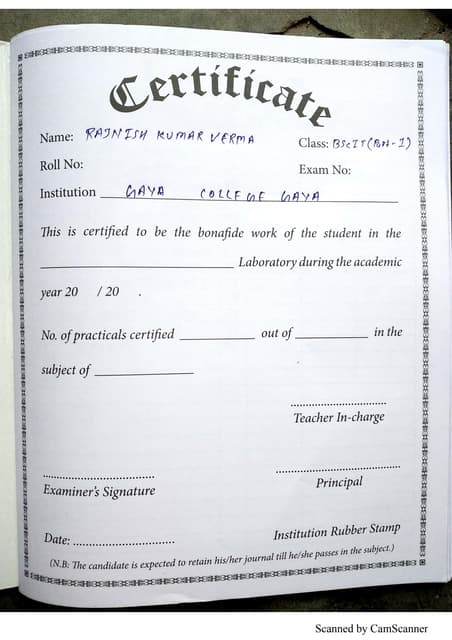 Certificate
Name: RAJNISH KUMAR VERMA Class: BScIT(Part-1)
Roll No: Exam No:
Institution GAYA COLLEGE GAYA
This is certified to be the bonafide work of the student in the
Laboratory during the academic
year 20 / 20 .
No. of practicals certified out of in the
subject of
Teacher In-charge
Examiner's Signature
Principal
Date:
Institution Rubber Stamp
(N.B: The candidate is expected to retain his/her journal till he/she passes in the subject.)
Scanned by CamScanner